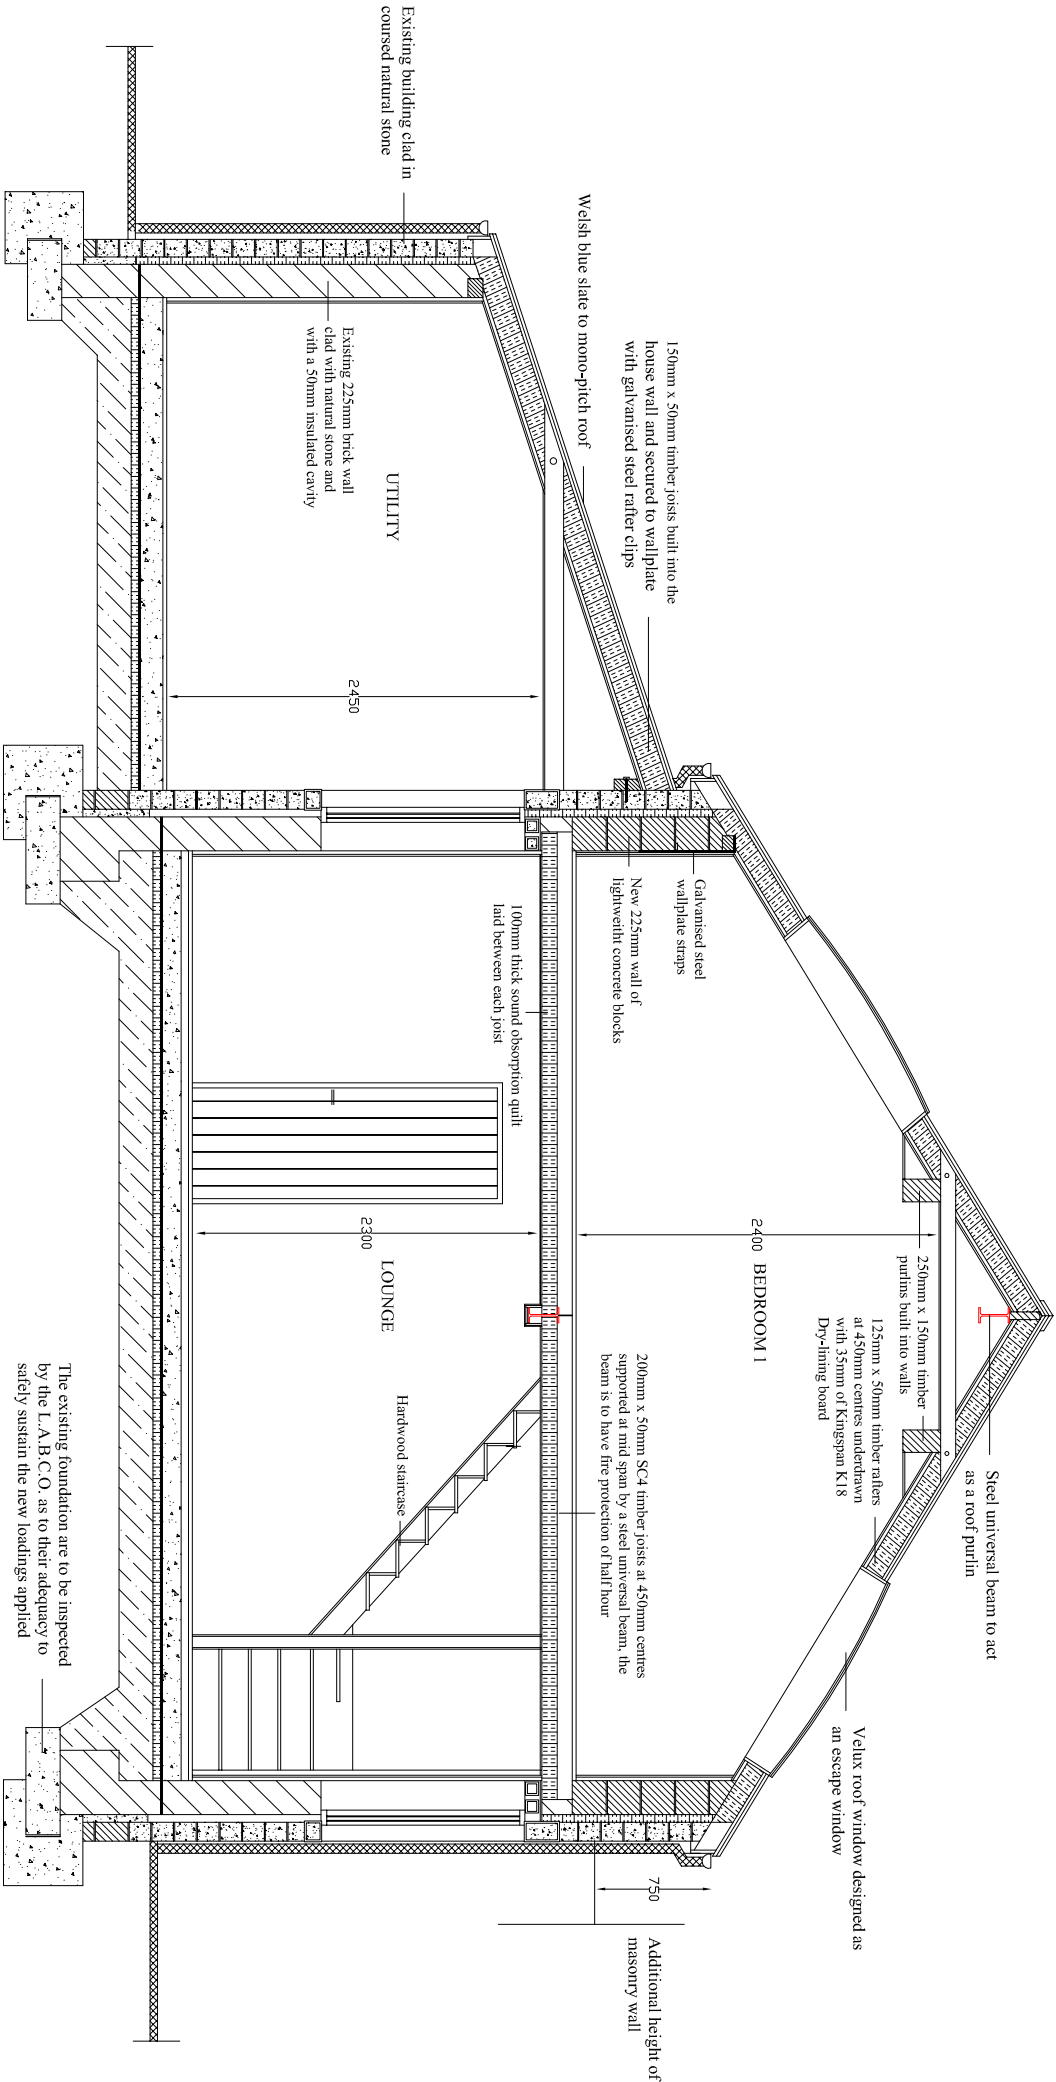 Existing building clad in
coursed natural stone
Welsh blue slate to mono-pitch roof
150mm x 50mm timber joists built into the
house wall and secured to wallplate
with galvanised steel rafter clips
Existing 225mm brick wall
clad with natural stone and
with a 50mm insulated cavity
UTILITY
2450
Galvanised steel
wallplate straps
New 225mm wall of
lightweitht concrete blocks
100mm thick sound obsorption quilt
laid between each joist
2400
BEDROOM 1
2300
LOUNGE
250mm x 150mm timber
purlins built into walls
125mm x 50mm timber rafters
at 450mm centres underdrawn
with 35mm of Kingspan K18
Dry-lining board
Steel universal beam to act
as a roof purlin
200mm x 50mm SC4 timber joists at 450mm centres
supported at mid span by a steel universal beam, the
beam is to have fire protection of half hour
Hardwood staircase
The existing foundation are to be inspected
by the L.A.B.C.O. as to their adequacy to
safely sustain the new loadings applied
Velux roof window designed as
an escape window
750
Additional height of
masonry wall